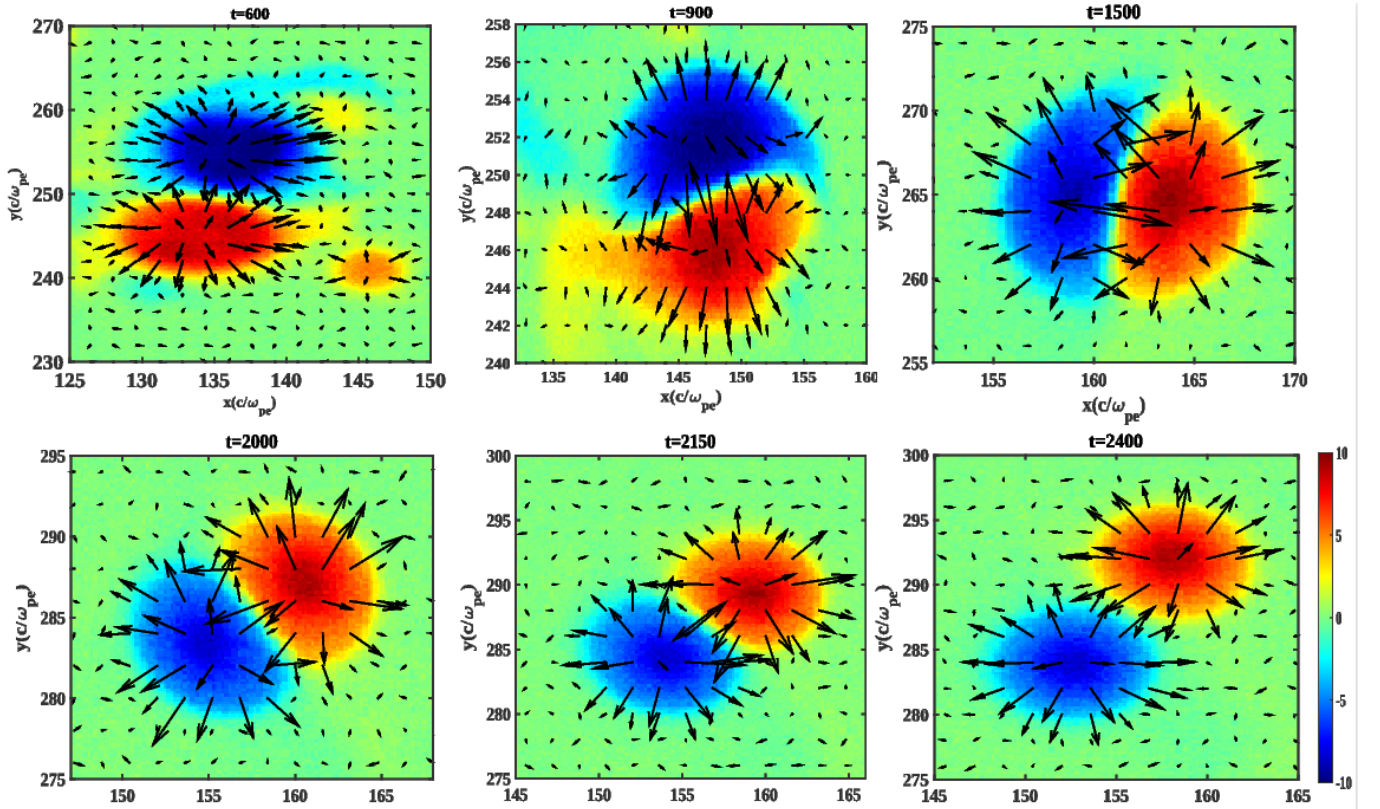 t=600
270
260
250
240
230
y(c/ω_pe)
125 130 135 140 145 150
x(c/ω_pe)
t=900
258
256
254
252
250
248
246
244
242
240
y(c/ω_pe)
135 140 145 150 155 160
x(c/ω_pe)
t=1500
275
270
265
260
255
y(c/ω_pe)
155 160 165 170
x(c/ω_pe)
t=2000
295
290
285
280
275
y(c/ω_pe)
150 155 160 165
t=2150
300
295
290
285
280
275
y(c/ω_pe)
145 150 155 160 165
t=2400
300
295
290
285
280
275
y(c/ω_pe)
145 150 155 160 165
10
5
0
-5
-10